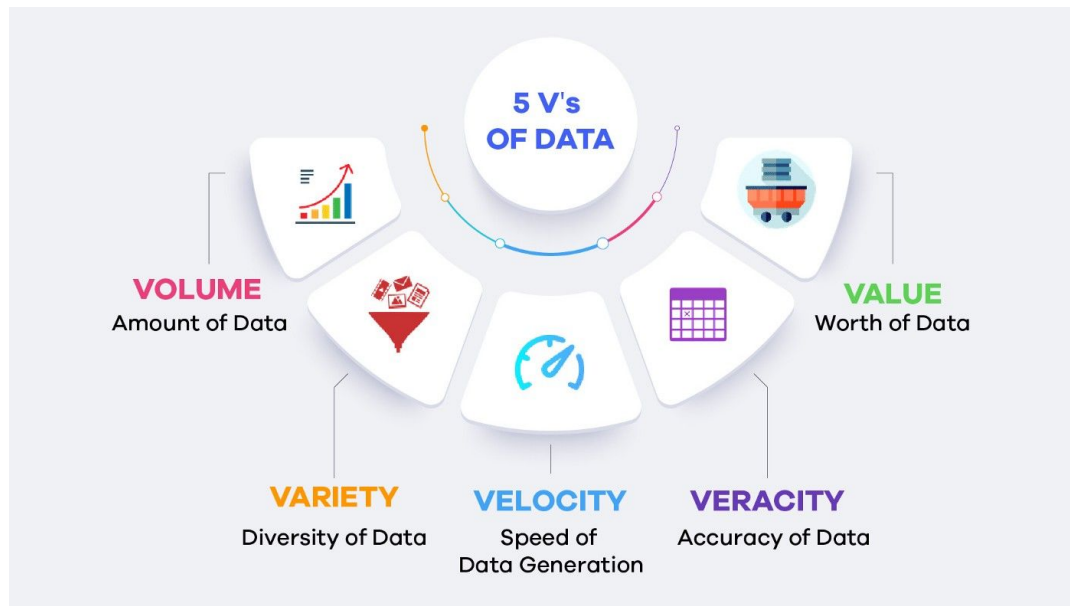 5 V's
OF DATA
VOLUME
Amount of Data
VARIETY
Diversity of Data
VELOCITY
Speed of
Data Generation
VERACITY
Accuracy of Data
VALUE
Worth of Data